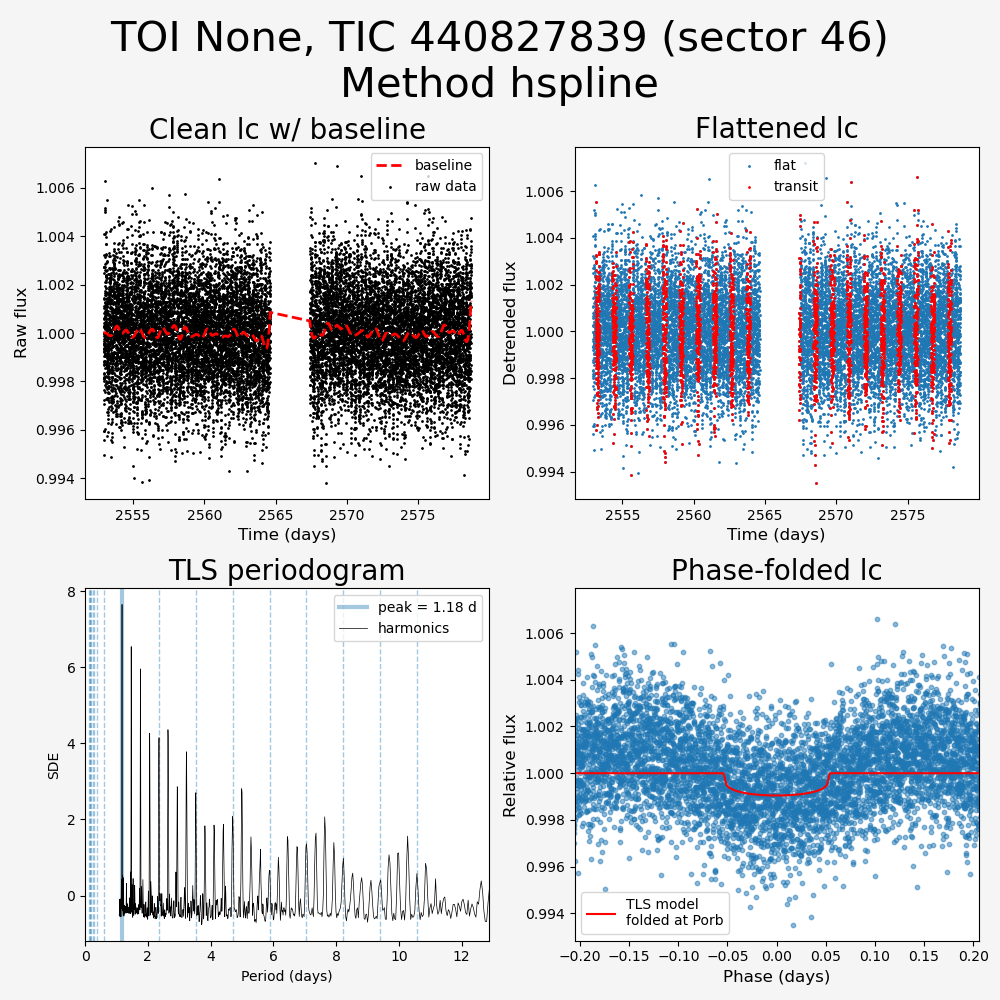 TOI None, TIC 440827839 (sector 46)
Method hspline
Clean lc w/ baseline
baseline
raw data
1.006
1.004
1.002
1.000
0.998
0.996
0.994
Raw flux
2555
2560
2565
2570
2575
Time (days)
Flattened lc
flat
transit
1.006
1.004
1.002
1.000
0.998
0.996
0.994
Detrended flux
2555
2560
2565
2570
2575
Time (days)
TLS periodogram
peak = 1.18 d
harmonics
8
6
4
2
0
SDE
0
2
4
6
8
10
12
Period (days)
Phase-folded lc
1.006
1.004
1.002
1.000
0.998
0.996
0.994
Relative flux
TLS model
folded at Porb
−0.20
−0.15
−0.10
−0.05
0.00
0.05
0.10
0.15
0.20
Phase (days)